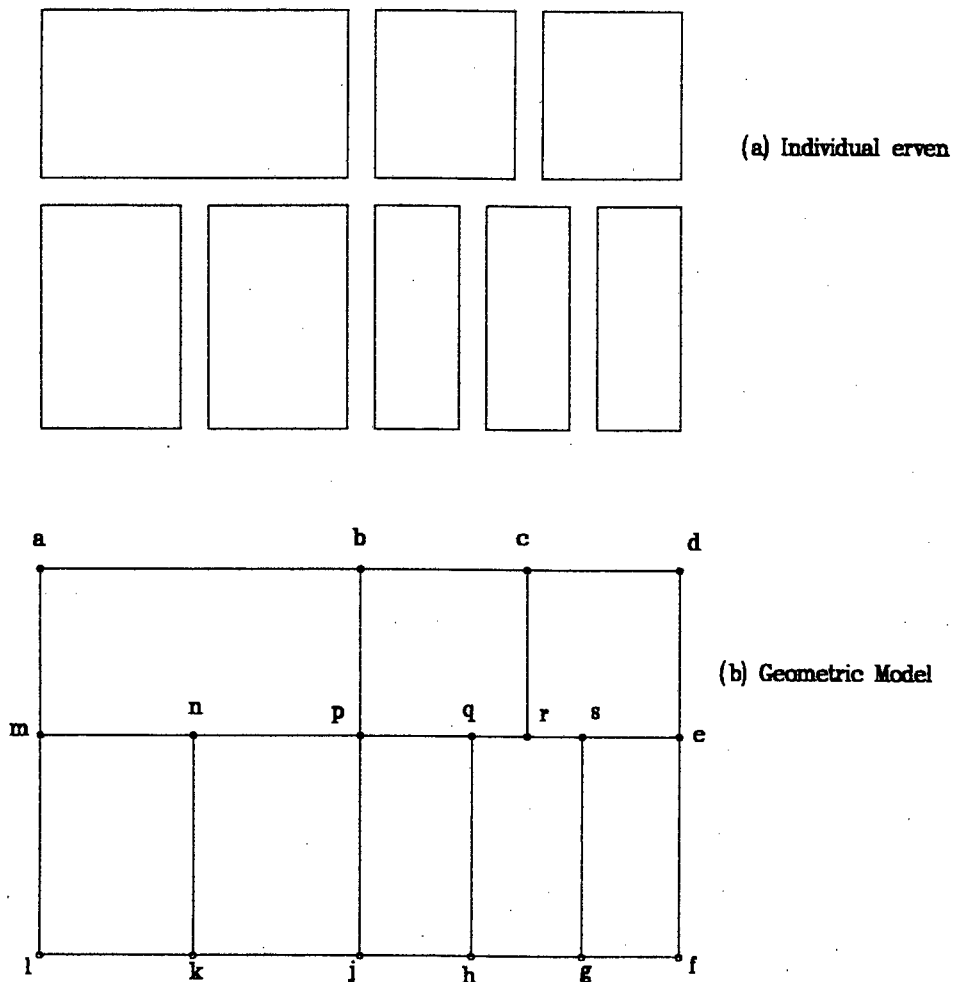 (a) Individual erven
a b c d
(b) Geometric Model
m n p q r s e
l k j h g f